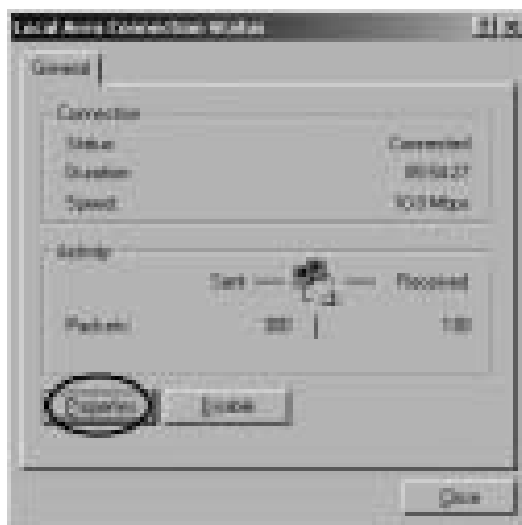 Local Area Connection Status
General
Connection
Status: Connected
Duration:
Speed:
Activity
Sent Received
Packets:
Properties Disable
Close